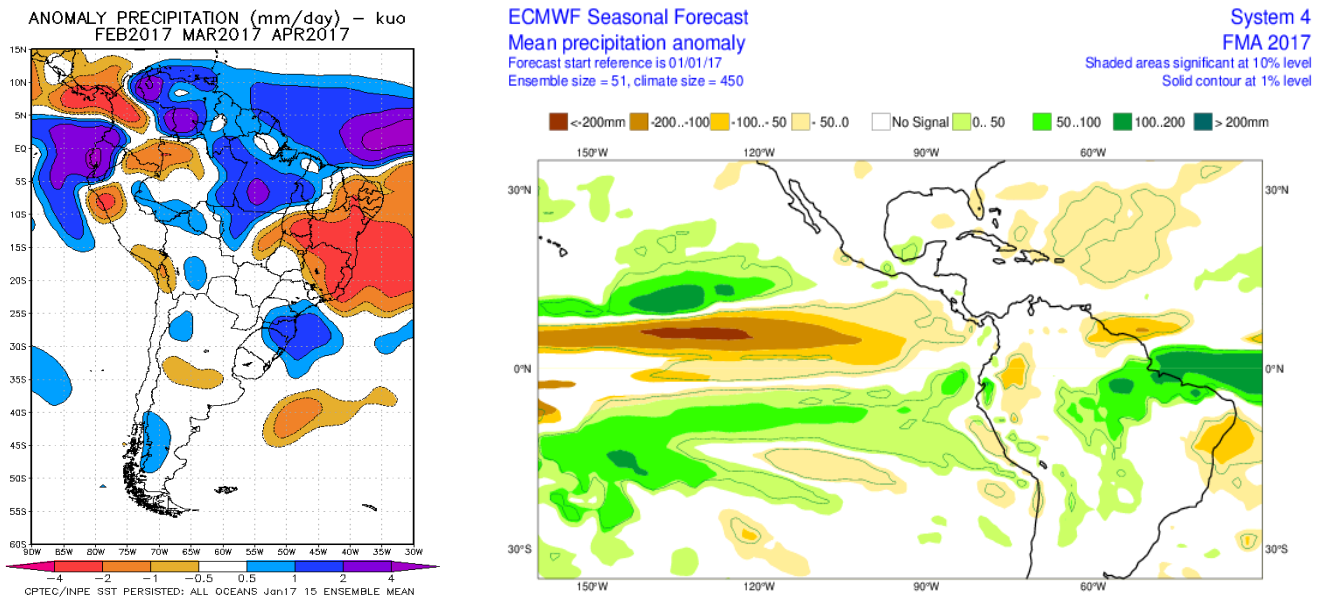 ANOMALY PRECIPITATION (mm/day) – kuo
FEB2017 MAR2017 APR2017
15N
10N
5N
EQ
5S
10S
15S
20S
25S
30S
35S
40S
45S
50S
55S
60S
90W 85W 80W 75W 70W 65W 60W 55W 50W 45W 40W 35W 30W
−4 −2 −1 −0.5 0.5 1 2 4
CPTEC/INPE SST PERSISTED: ALL OCEANS Jan17 15 ENSEMBLE MEAN
ECMWF Seasonal Forecast
Mean precipitation anomaly
Forecast start reference is 01/01/17
Ensemble size = 51, climate size = 450
System 4
FMA 2017
Shaded areas significant at 10% level
Solid contour at 1% level
<-200mm -200..-100 -100..- 50 - 50..0 No Signal 0.. 50 50..100 100..200 > 200mm
150°W 120°W 90°W 60°W
30°N 30°N
0°N 0°N
30°S 30°S
150°W 120°W 90°W 60°W